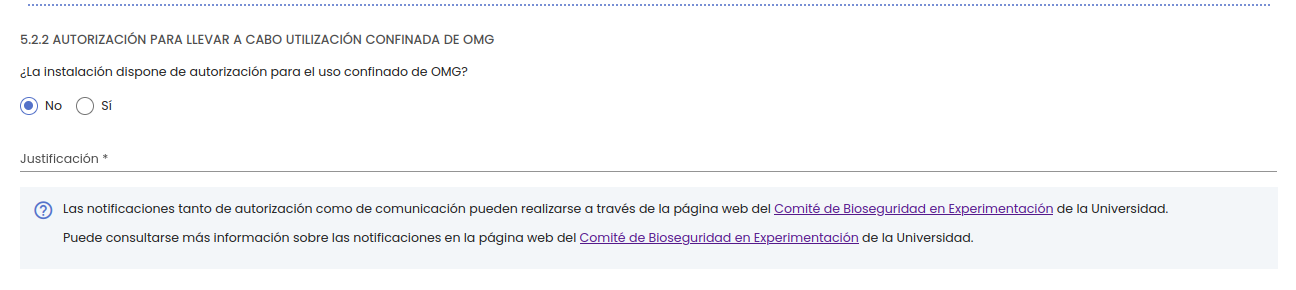 5.2.2 AUTORIZACIÓN PARA LLEVAR A CABO UTILIZACIÓN CONFINADA DE OMG
¿La instalación dispone de autorización para el uso confinado de OMG?
No Sí
Justificación *
Las notificaciones tanto de autorización como de comunicación pueden realizarse a través de la página web del Comité de Bioseguridad en Experimentación de la Universidad.
Puede consultarse más información sobre las notificaciones en la página web del Comité de Bioseguridad en Experimentación de la Universidad.